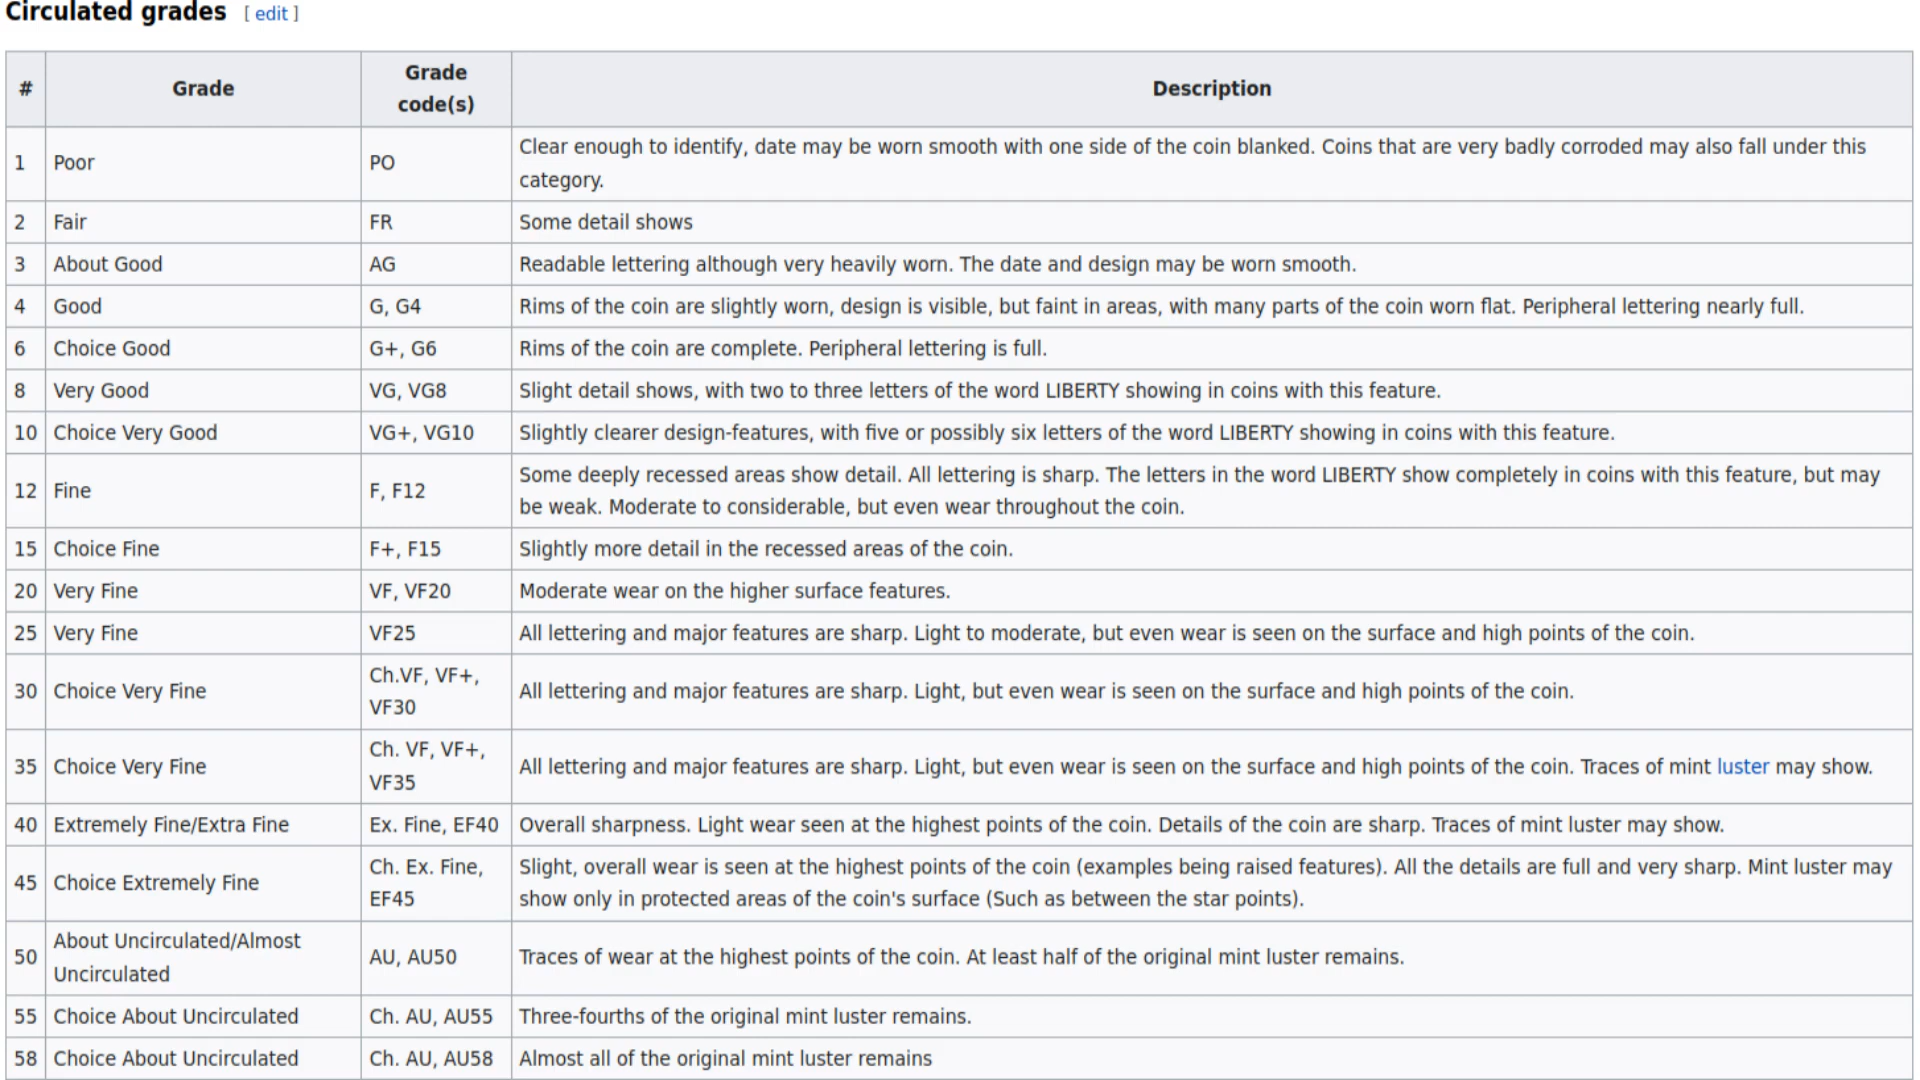 Circulated grades [ edit ]
# Grade Grade code(s) Description
1 Poor PO Clear enough to identify, date may be worn smooth with one side of the coin blanked. Coins that are very badly corroded may also fall under this
category.
2 Fair FR Some detail shows
3 About Good AG Readable lettering although very heavily worn. The date and design may be worn smooth.
4 Good G, G4 Rims of the coin are slightly worn, design is visible, but faint in areas, with many parts of the coin worn flat. Peripheral lettering nearly full.
6 Choice Good G+, G6 Rims of the coin are complete. Peripheral lettering is full.
8 Very Good VG, VG8 Slight detail shows, with two to three letters of the word LIBERTY showing in coins with this feature.
10 Choice Very Good VG+, VG10 Slightly clearer design-features, with five or possibly six letters of the word LIBERTY showing in coins with this feature.
12 Fine F, F12 Some deeply recessed areas show detail. All lettering is sharp. The letters in the word LIBERTY show completely in coins with this feature, but may
be weak. Moderate to considerable, but even wear throughout the coin.
15 Choice Fine F+, F15 Slightly more detail in the recessed areas of the coin.
20 Very Fine VF, VF20 Moderate wear on the higher surface features.
25 Very Fine VF25 All lettering and major features are sharp. Light to moderate, but even wear is seen on the surface and high points of the coin.
30 Choice Very Fine Ch.VF, VF+,
VF30 All lettering and major features are sharp. Light, but even wear is seen on the surface and high points of the coin.
35 Choice Very Fine Ch. VF, VF+,
VF35 All lettering and major features are sharp. Light, but even wear is seen on the surface and high points of the coin. Traces of mint luster may show.
40 Extremely Fine/Extra Fine Ex. Fine, EF40 Overall sharpness. Light wear seen at the highest points of the coin. Details of the coin are sharp. Traces of mint luster may show.
45 Choice Extremely Fine Ch. Ex. Fine,
EF45 Slight, overall wear is seen at the highest points of the coin (examples being raised features). All the details are full and very sharp. Mint luster may
show only in protected areas of the coin's surface (Such as between the star points).
50 About Uncirculated/Almost
Uncirculated AU, AU50 Traces of wear at the highest points of the coin. At least half of the original mint luster remains.
55 Choice About Uncirculated Ch. AU, AU55 Three-fourths of the original mint luster remains.
58 Choice About Uncirculated Ch. AU, AU58 Almost all of the original mint luster remains